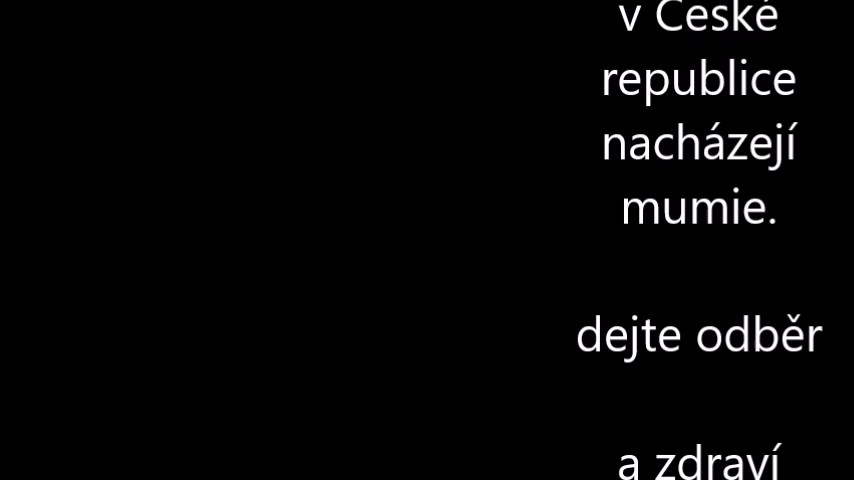 v České
republice
nacházejí
mumie.
dejte odběr
a zdraví